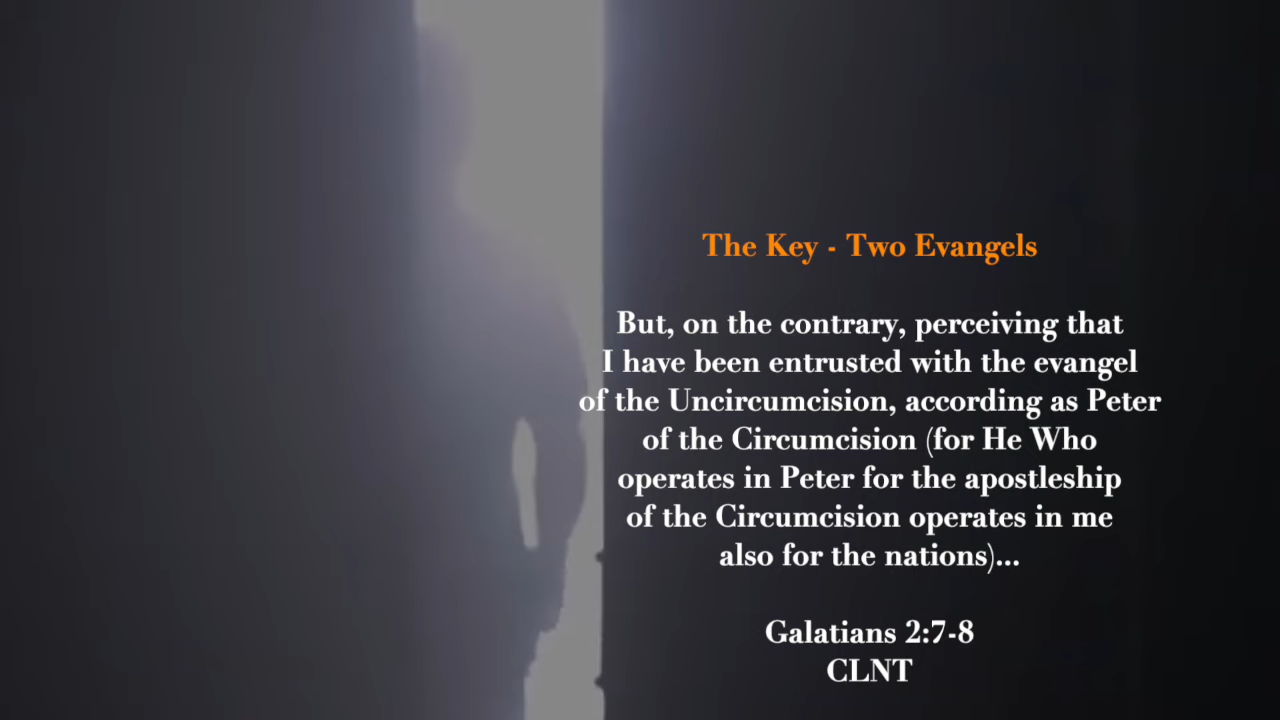 The Key - Two Evangels
But, on the contrary, perceiving that
I have been entrusted with the evangel
of the Uncircumcision, according as Peter
of the Circumcision (for He Who
operates in Peter for the apostleship
of the Circumcision operates in me
also for the nations)...
Galatians 2:7-8
CLNT